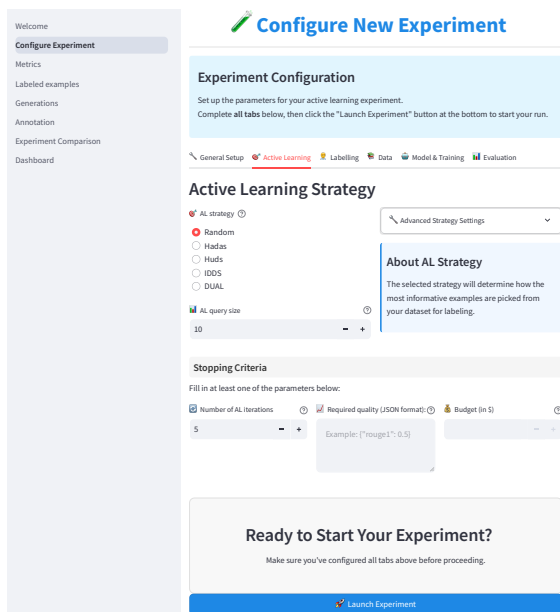 Welcome
Configure Experiment
Metrics
Labeled examples
Generations
Annotation
Experiment Comparison
Dashboard
Configure New Experiment
Experiment Configuration
Set up the parameters for your active learning experiment.
Complete all tabs below, then click the "Launch Experiment" button at the bottom to start your run.
General Setup Active Learning Labelling Data Model & Training Evaluation
Active Learning Strategy
AL strategy
Random
Hadas
Huds
IDDS
DUAL
AL query size
10
Advanced Strategy Settings
About AL Strategy
The selected strategy will determine how the
most informative examples are picked from
your dataset for labeling.
Stopping Criteria
Fill in at least one of the parameters below:
Number of AL iterations
5
Required quality (JSON format):
Example: {"rouge1": 0.5}
Budget (in $)
Ready to Start Your Experiment?
Make sure you've configured all tabs above before proceeding.
Launch Experiment